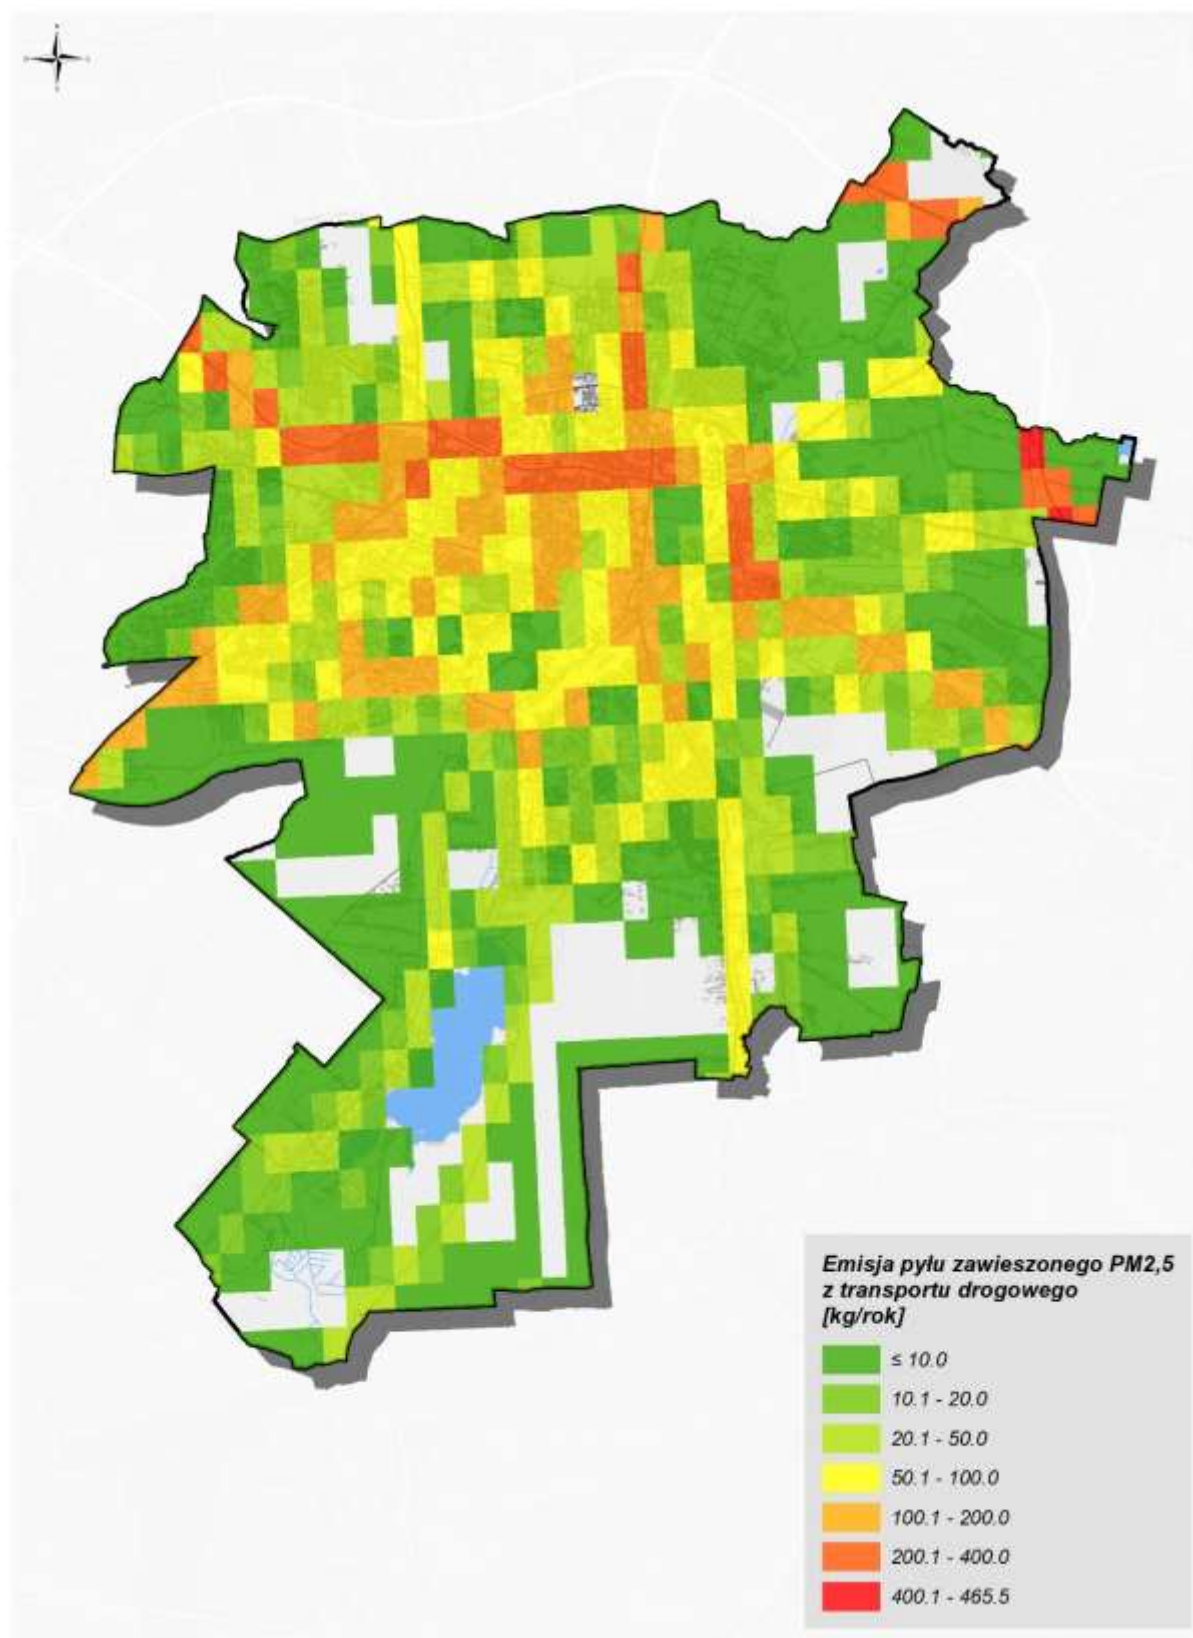 Emisja pyłu zawieszonego PM2,5
z transportu drogowego
[kg/rok]
≤ 10.0
10.1 - 20.0
20.1 - 50.0
50.1 - 100.0
100.1 - 200.0
200.1 - 400.0
400.1 - 465.5